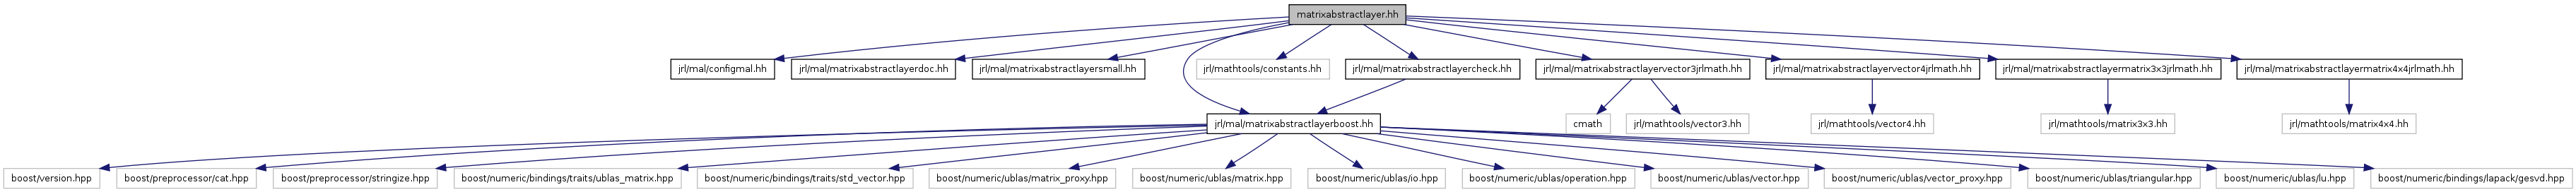 matrixabstractlayer.hh
jrl/mal/configmal.hh
jrl/mal/matrixabstractlayerdoc.hh
jrl/mal/matrixabstractlayersmall.hh
jrl/mathtools/constants.hh
jrl/mal/matrixabstractlayercheck.hh
jrl/mal/matrixabstractlayervector3jrlmath.hh
jrl/mal/matrixabstractlayervector4jrlmath.hh
jrl/mal/matrixabstractlayermatrix3x3jrlmath.hh
jrl/mal/matrixabstractlayermatrix4x4jrlmath.hh
jrl/mal/matrixabstractlayerboost.hh
cmath
jrl/mathtools/vector3.hh
jrl/mathtools/vector4.hh
jrl/mathtools/matrix3x3.hh
jrl/mathtools/matrix4x4.hh
boost/version.hpp
boost/preprocessor/cat.hpp
boost/preprocessor/stringize.hpp
boost/numeric/bindings/traits/ublas_matrix.hpp
boost/numeric/bindings/traits/std_vector.hpp
boost/numeric/ublas/matrix_proxy.hpp
boost/numeric/ublas/matrix.hpp
boost/numeric/ublas/io.hpp
boost/numeric/ublas/operation.hpp
boost/numeric/ublas/vector.hpp
boost/numeric/ublas/vector_proxy.hpp
boost/numeric/ublas/triangular.hpp
boost/numeric/ublas/lu.hpp
boost/numeric/bindings/lapack/gesvd.hpp